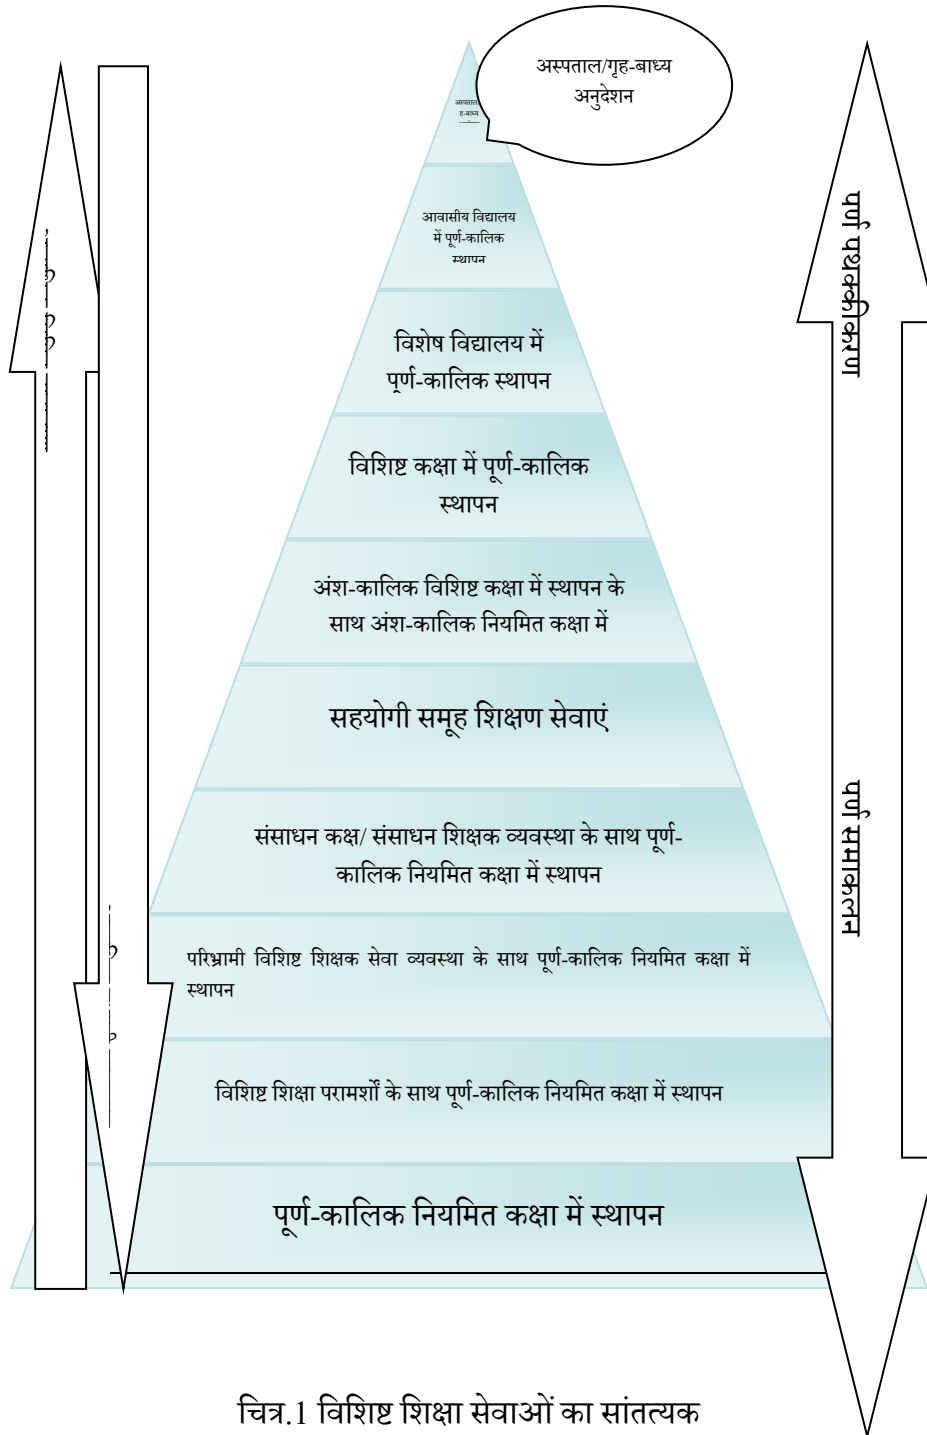 अस्पताल/गृह-बाध्य
अनुदेशन
आवासीय विद्यालय
में पूर्ण-कालिक
स्थापन
विशेष विद्यालय में
पूर्ण-कालिक स्थापन
विशिष्ट कक्षा में पूर्ण-कालिक
स्थापन
अंश-कालिक विशिष्ट कक्षा में स्थापन के
साथ अंश-कालिक नियमित कक्षा में
सहयोगी समूह शिक्षण सेवाएं
संसाधन कक्ष/ संसाधन शिक्षक व्यवस्था के साथ पूर्ण-
कालिक नियमित कक्षा में स्थापन
परिभ्रामी विशिष्ट शिक्षक सेवा व्यवस्था के साथ पूर्ण-कालिक नियमित कक्षा में
स्थापन
विशिष्ट शिक्षा परामर्शों के साथ पूर्ण-कालिक नियमित कक्षा में स्थापन
पूर्ण-कालिक नियमित कक्षा में स्थापन
पूर्ण पृथक्कीकरण
पूर्ण समाकलन
चित्र.1 विशिष्ट शिक्षा सेवाओं का सांतत्यक